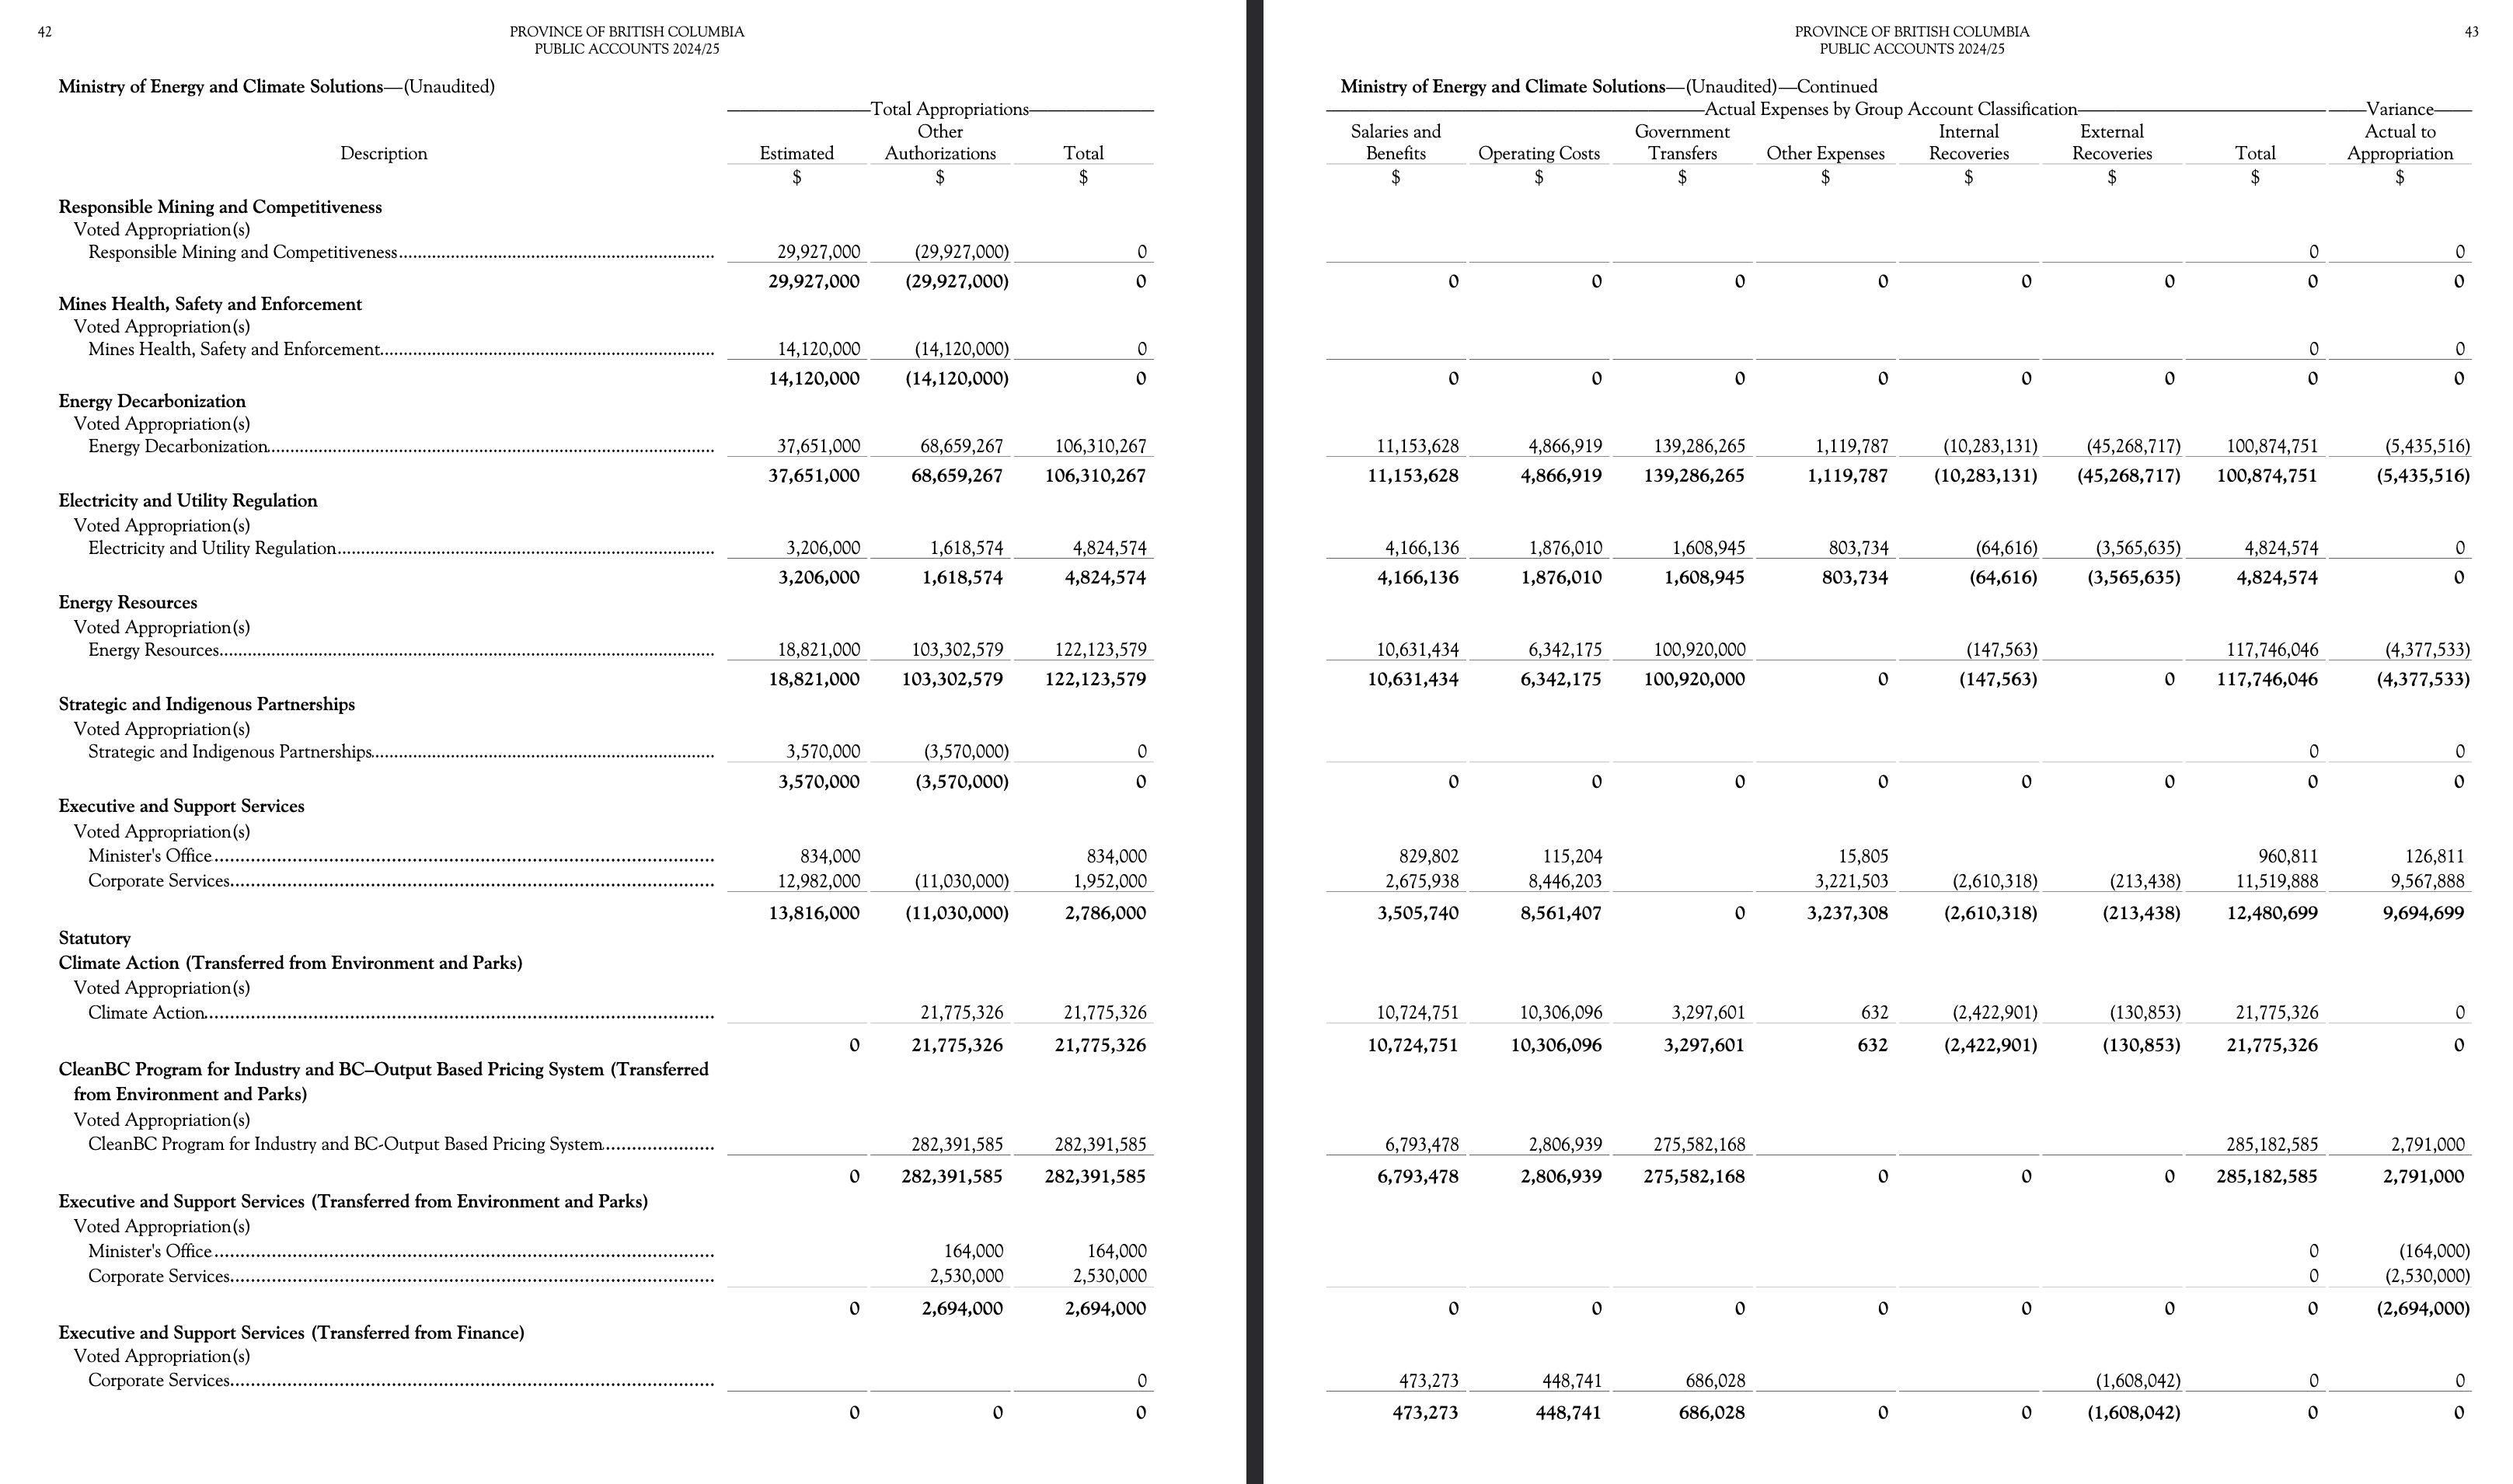 42
PROVINCE OF BRITISH COLUMBIA
PUBLIC ACCOUNTS 2024/25
Ministry of Energy and Climate Solutions—(Unaudited)
Total Appropriations
Other
Description Estimated Authorizations Total
$ $ $
Responsible Mining and Competitiveness
Voted Appropriation(s)
Responsible Mining and Competitiveness 29,927,000 (29,927,000) 0
29,927,000 (29,927,000) 0
Mines Health, Safety and Enforcement
Voted Appropriation(s)
Mines Health, Safety and Enforcement 14,120,000 (14,120,000) 0
14,120,000 (14,120,000) 0
Energy Decarbonization
Voted Appropriation(s)
Energy Decarbonization 37,651,000 68,659,267 106,310,267
37,651,000 68,659,267 106,310,267
Electricity and Utility Regulation
Voted Appropriation(s)
Electricity and Utility Regulation 3,206,000 1,618,574 4,824,574
3,206,000 1,618,574 4,824,574
Energy Resources
Voted Appropriation(s)
Energy Resources 18,821,000 103,302,579 122,123,579
18,821,000 103,302,579 122,123,579
Strategic and Indigenous Partnerships
Voted Appropriation(s)
Strategic and Indigenous Partnerships 3,570,000 (3,570,000) 0
3,570,000 (3,570,000) 0
Executive and Support Services
Voted Appropriation(s)
Minister's Office 834,000 834,000
Corporate Services 12,982,000 (11,030,000) 1,952,000
13,816,000 (11,030,000) 2,786,000
Statutory
Climate Action (Transferred from Environment and Parks)
Voted Appropriation(s)
Climate Action 21,775,326 21,775,326
0 21,775,326 21,775,326
CleanBC Program for Industry and BC–Output Based Pricing System (Transferred
from Environment and Parks)
Voted Appropriation(s)
CleanBC Program for Industry and BC-Output Based Pricing System 282,391,585 282,391,585
0 282,391,585 282,391,585
Executive and Support Services (Transferred from Environment and Parks)
Voted Appropriation(s)
Minister's Office 164,000 164,000
Corporate Services 2,530,000 2,530,000
0 2,694,000 2,694,000
Executive and Support Services (Transferred from Finance)
Voted Appropriation(s)
Corporate Services 0
0 0 0
PROVINCE OF BRITISH COLUMBIA
PUBLIC ACCOUNTS 2024/25
43
Ministry of Energy and Climate Solutions—(Unaudited)—Continued
Actual Expenses by Group Account Classification Variance
Salaries and Government Internal External Actual to
Benefits Operating Costs Transfers Other Expenses Recoveries Recoveries Total Appropriation
$ $ $ $ $ $ $ $
0 0
0 0 0 0 0 0 0 0
0 0
0 0 0 0 0 0 0 0
11,153,628 4,866,919 139,286,265 1,119,787 (10,283,131) (45,268,717) 100,874,751 (5,435,516)
11,153,628 4,866,919 139,286,265 1,119,787 (10,283,131) (45,268,717) 100,874,751 (5,435,516)
4,166,136 1,876,010 1,608,945 803,734 (64,616) (3,565,635) 4,824,574 0
4,166,136 1,876,010 1,608,945 803,734 (64,616) (3,565,635) 4,824,574 0
10,631,434 6,342,175 100,920,000 (147,563) 117,746,046 (4,377,533)
10,631,434 6,342,175 100,920,000 0 (147,563) 0 117,746,046 (4,377,533)
0 0
0 0 0 0 0 0 0 0
829,802 115,204 15,805 960,811 126,811
2,675,938 8,446,203 3,221,503 (2,610,318) (213,438) 11,519,888 9,567,888
3,505,740 8,561,407 0 3,237,308 (2,610,318) (213,438) 12,480,699 9,694,699
10,724,751 10,306,096 3,297,601 632 (2,422,901) (130,853) 21,775,326 0
10,724,751 10,306,096 3,297,601 632 (2,422,901) (130,853) 21,775,326 0
6,793,478 2,806,939 275,582,168 285,182,585 2,791,000
6,793,478 2,806,939 275,582,168 0 0 0 285,182,585 2,791,000
0 (164,000)
0 (2,530,000)
0 0 0 0 0 0 0 (2,694,000)
473,273 448,741 686,028 (1,608,042) 0 0
473,273 448,741 686,028 0 0 (1,608,042) 0 0